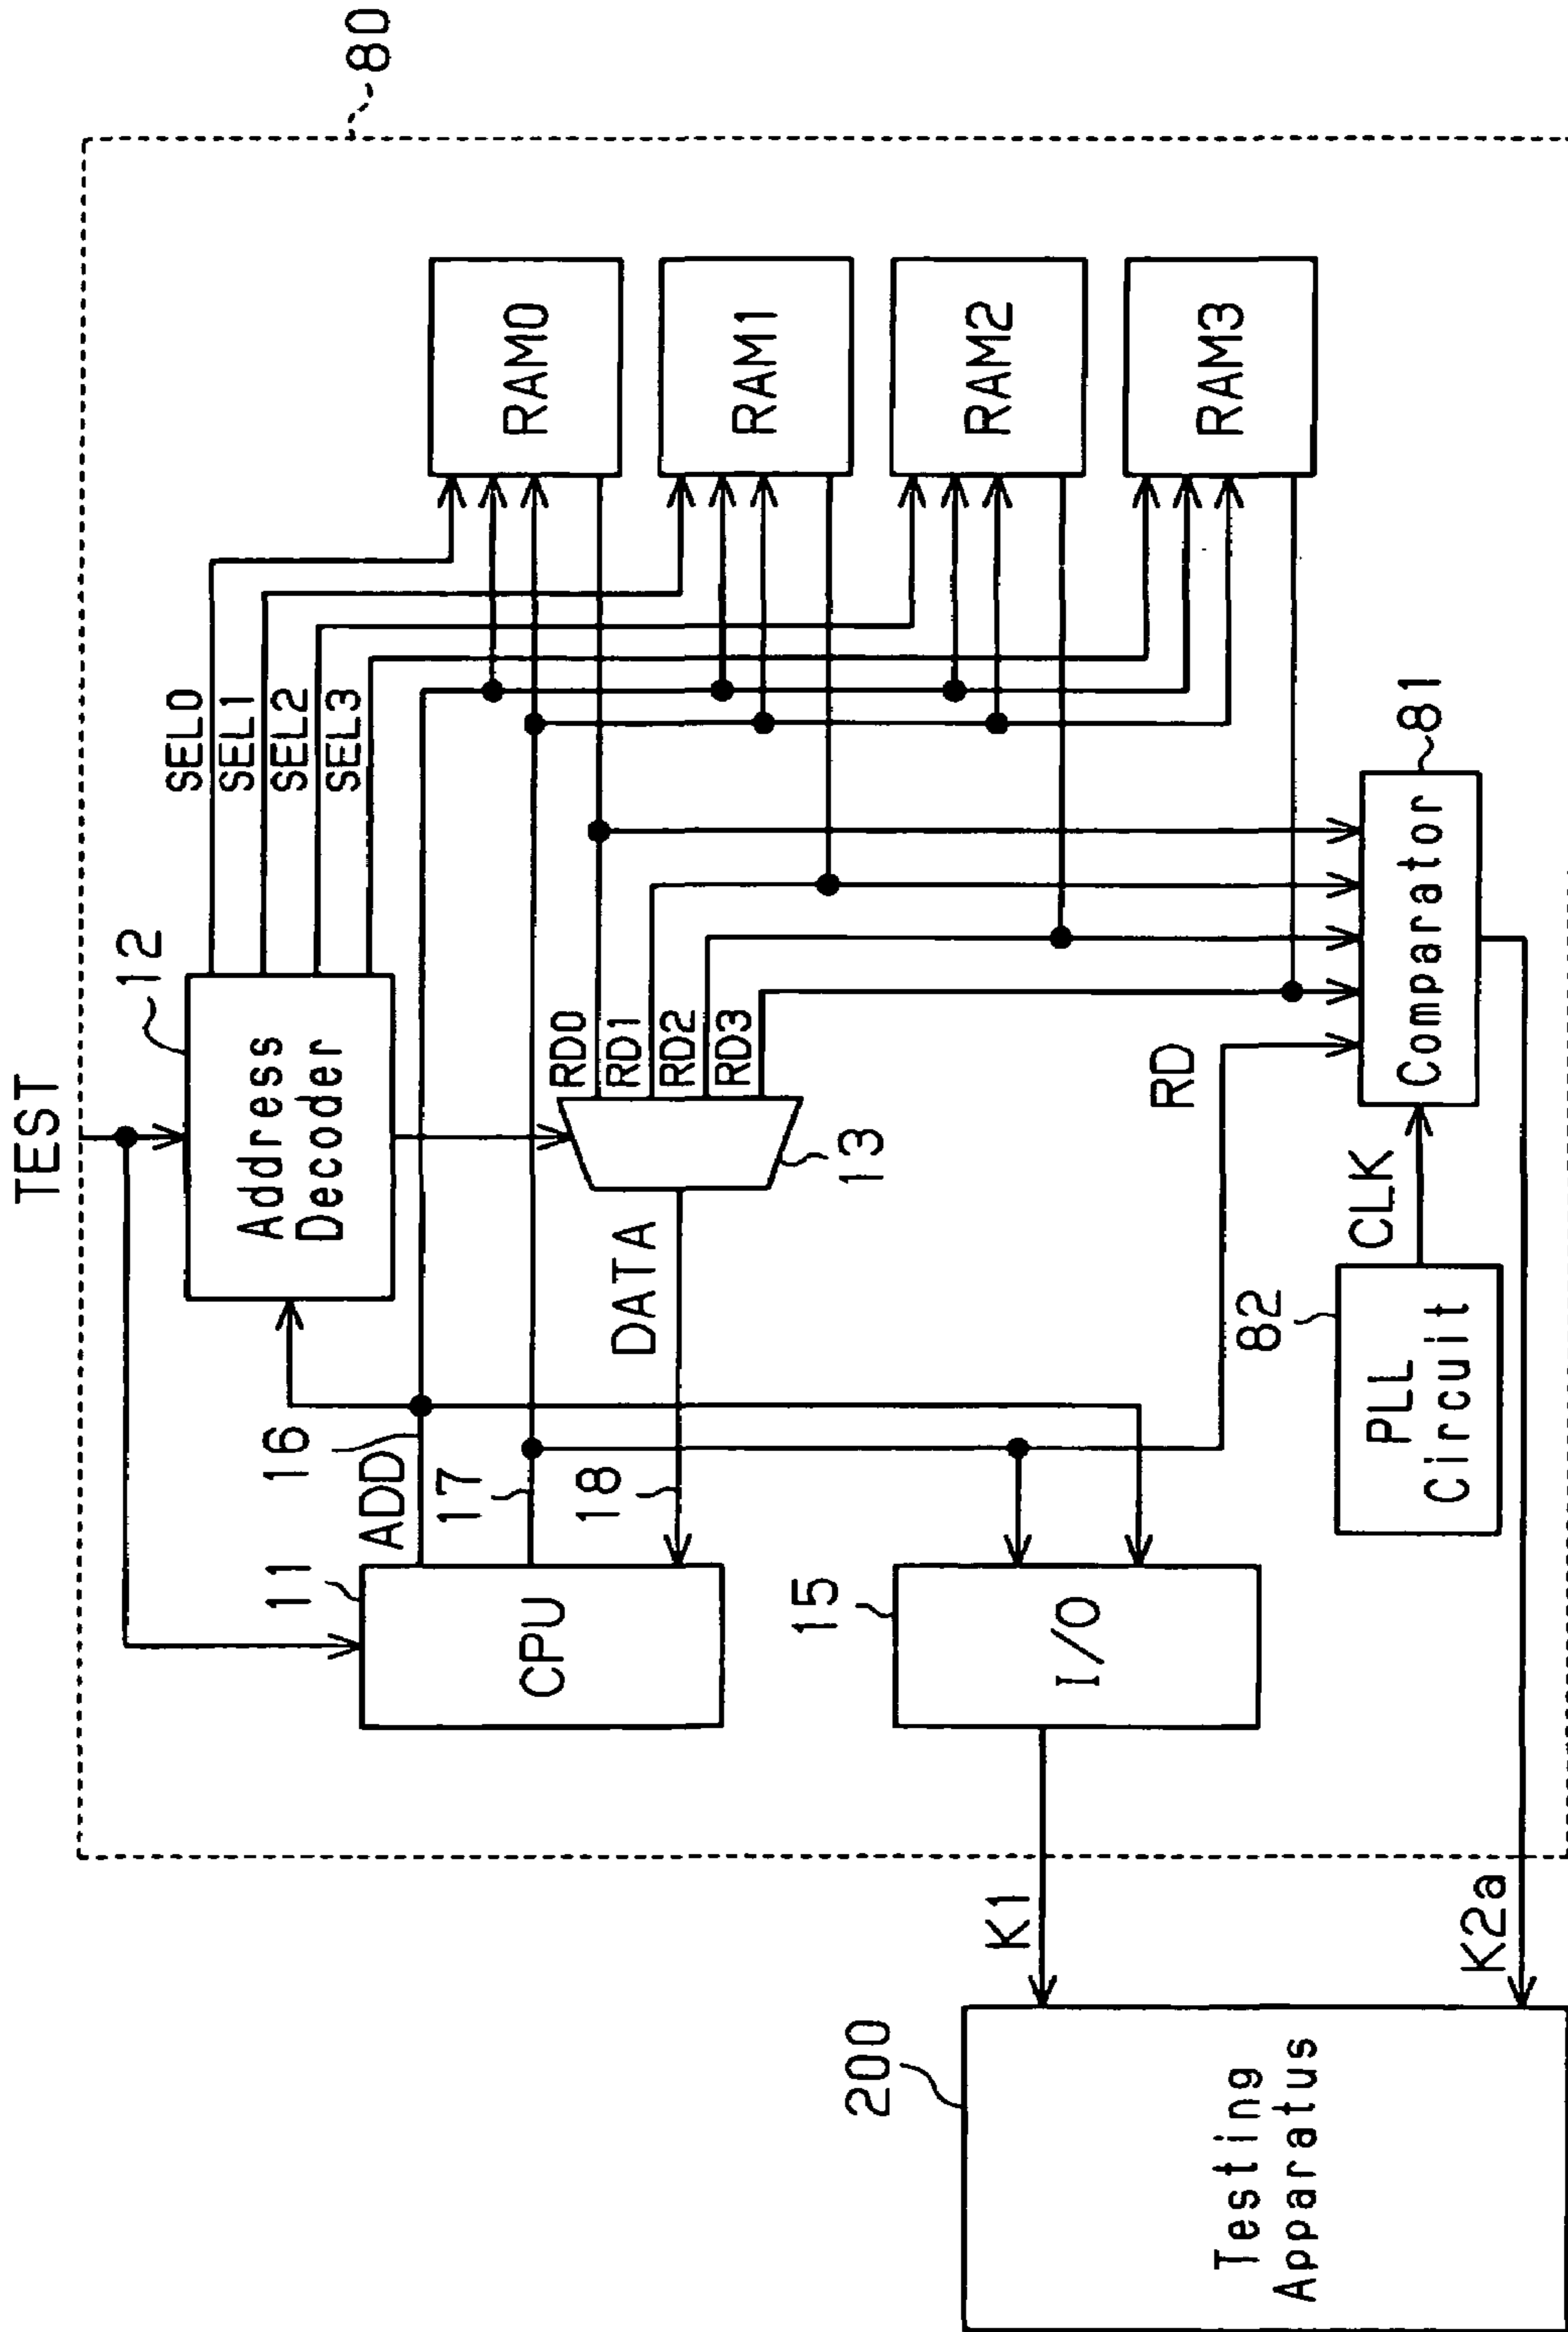 TEST
80
12
Address
Decoder
SEL0
SEL1
SEL2
SEL3
RAM0
RAM1
RAM2
RAM3
11
CPU
16
ADD
17
18
DATA
13
RD0
RD1
RD2
RD3
RD
15
I/O
82
PLL
Circuit
CLK
81
Comparator
K1
K2a
200
Testing
Apparatus